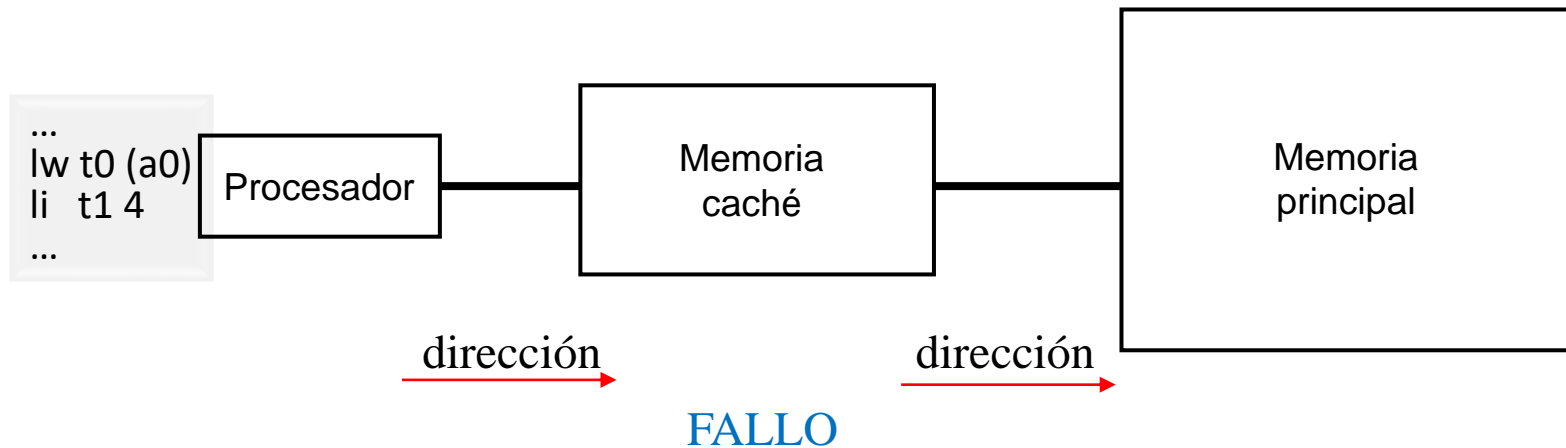 ...
lw t0 (a0)
li t1 4
...
Procesador
Memoria
caché
Memoria
principal
dirección
dirección
FALLO